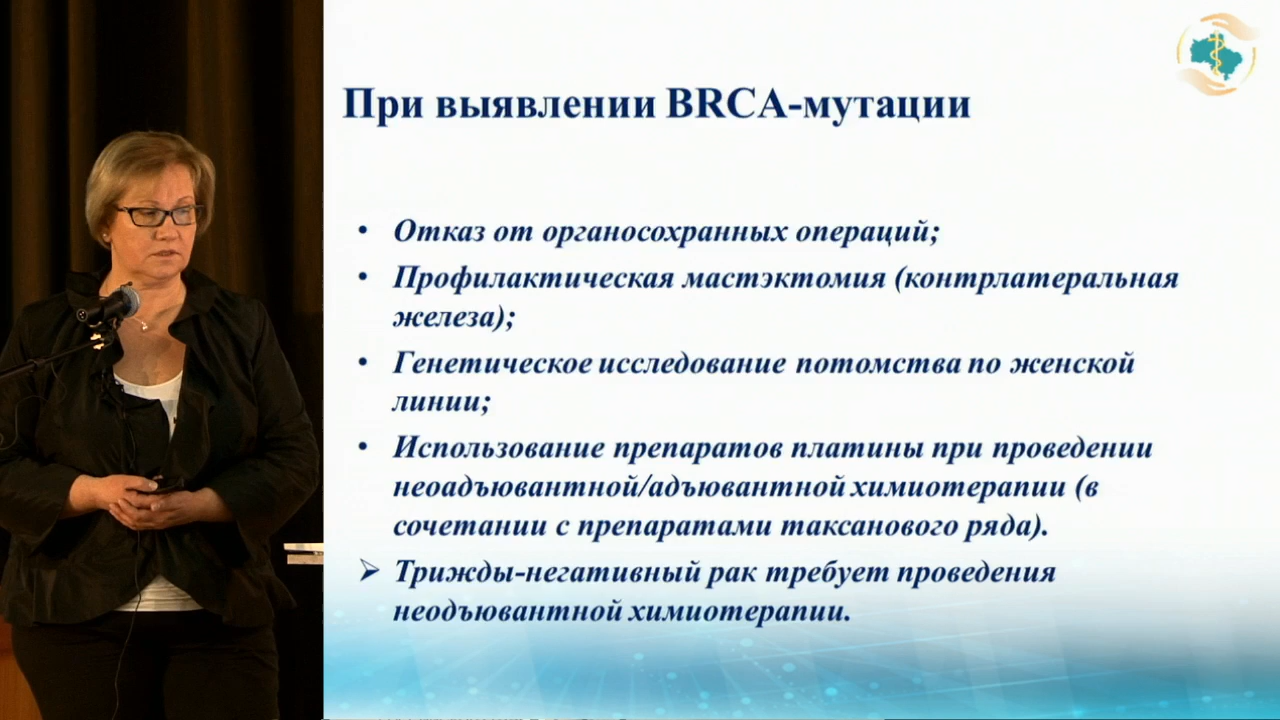 При выявлении BRCA-мутации
• Отказ от органосохранных операций;
• Профилактическая мастэктомия (контрлатеральная
железа);
• Генетическое исследование потомства по женской
линии;
• Использование препаратов платины при проведении
неоадъювантной/адъювантной химиотерапии (в
сочетании с препаратами таксанового ряда).
➢ Трижды-негативный рак требует проведения
неодъювантной химиотерапии.